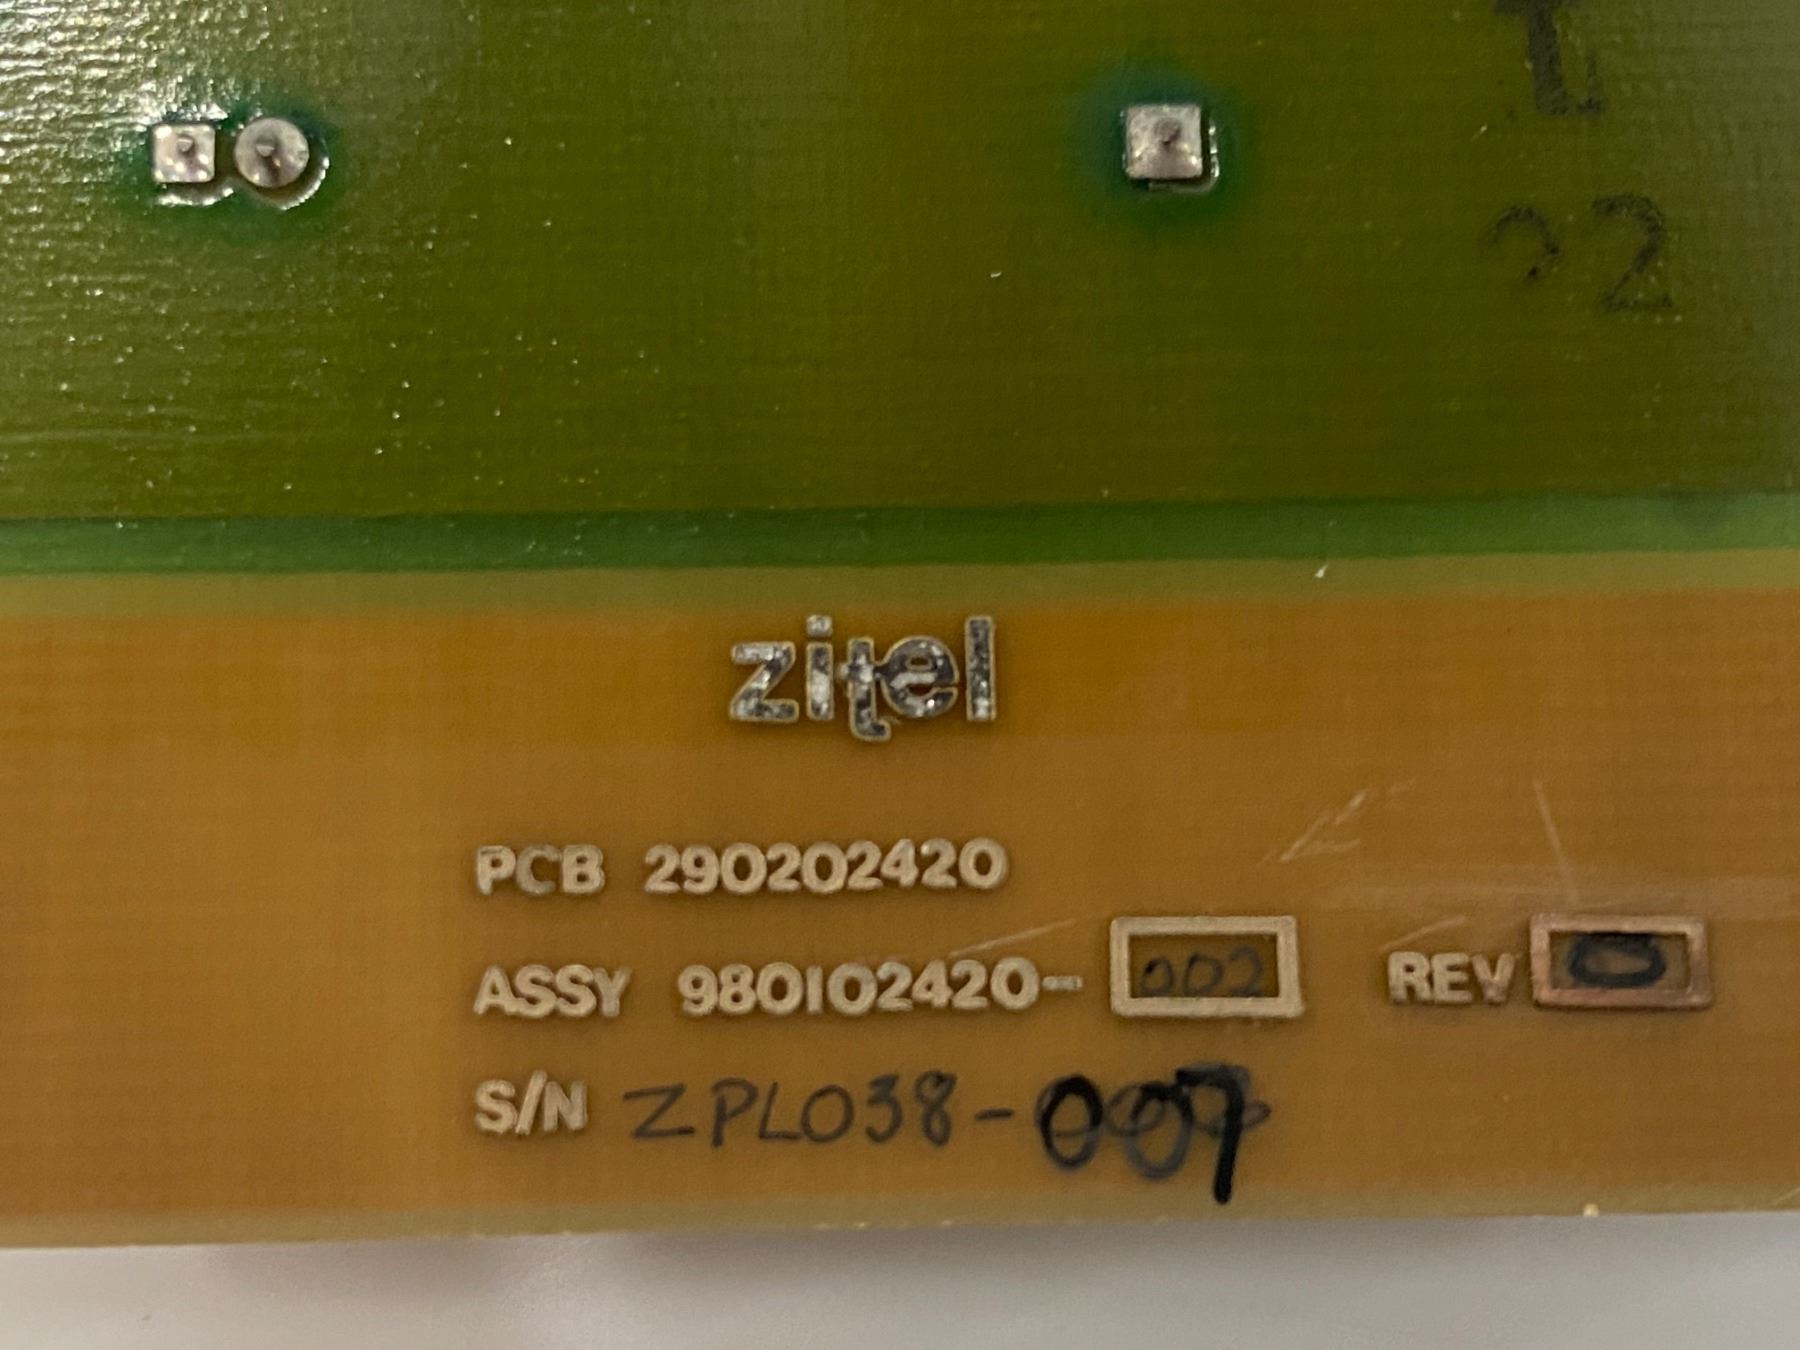 22
zitel
PCB 290202420
ASSY 980102420-002 REV 0
S/N ZPL038-007